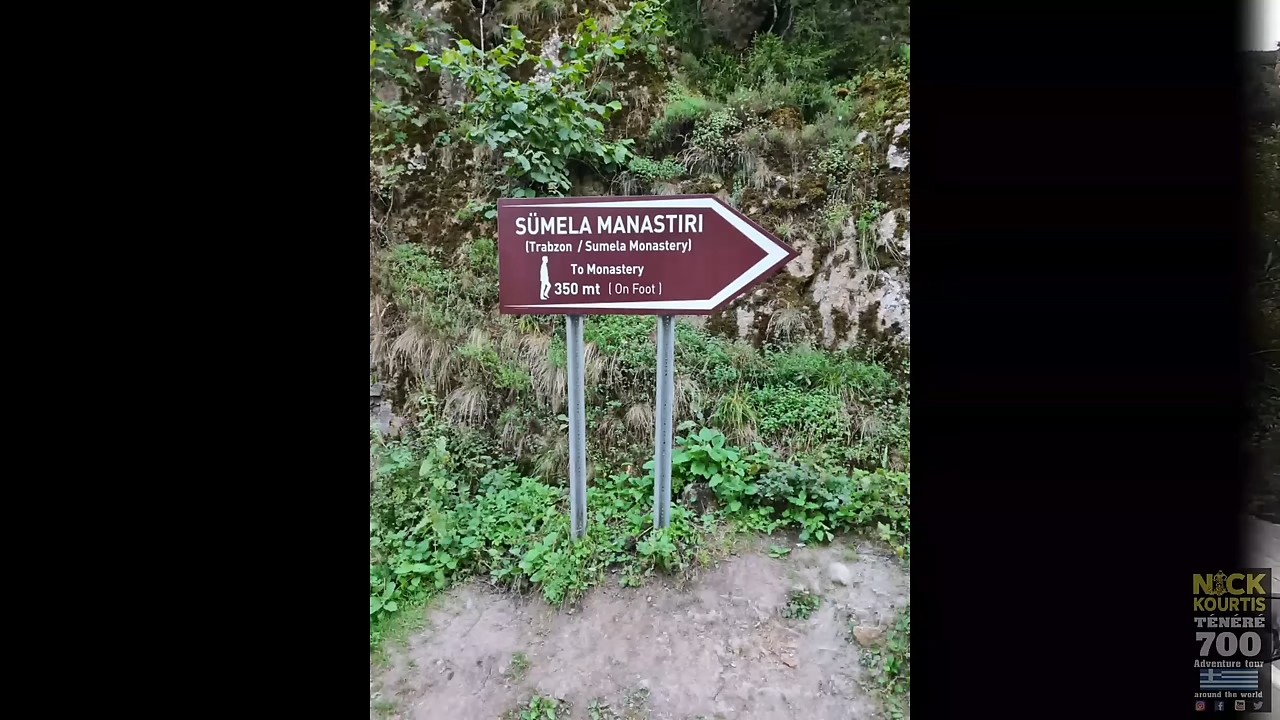 SÜMELA MANASTIRI
(Trabzon / Sumela Monastery)
To Monastery
350 mt ( On Foot )
NICK
KOURTIS
TÉNÉRÉ
700
Adventure tour
around the world